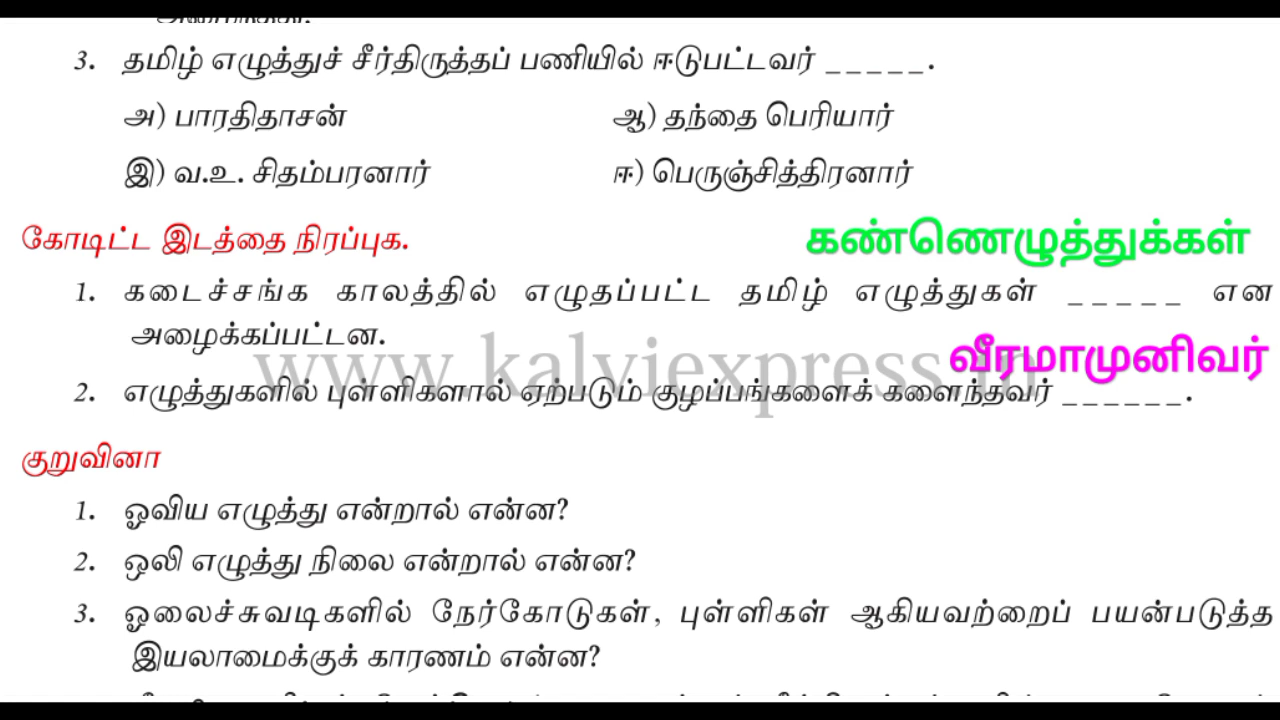 3. தமிழ் எழுத்துச் சீர்திருத்தப் பணியில் ஈடுபட்டவர் _ _ _ _ _.
அ) பாரதிதாசன் ஆ) தந்தை பெரியார்
இ) வ.உ. சிதம்பரனார் ஈ) பெருஞ்சித்திரனார்
கோடிட்ட இடத்தை நிரப்புக. கண்ணெழுத்துக்கள்
1. கடைச்சங்க காலத்தில் எழுதப்பட்ட தமிழ் எழுத்துகள் _ _ _ _ _ என
அழைக்கப்பட்டன.
www.kalviexpress.in வீரமாமுனிவர்
2. எழுத்துகளில் புள்ளிகளால் ஏற்படும் குழப்பங்களைக் களைந்தவர் _ _ _ _ _ _.
குறுவினா
1. ஓவிய எழுத்து என்றால் என்ன?
2. ஒலி எழுத்து நிலை என்றால் என்ன?
3. ஓலைச்சுவடிகளில் நேர்கோடுகள், புள்ளிகள் ஆகியவற்றைப் பயன்படுத்த
இயலாமைக்குக் காரணம் என்ன?